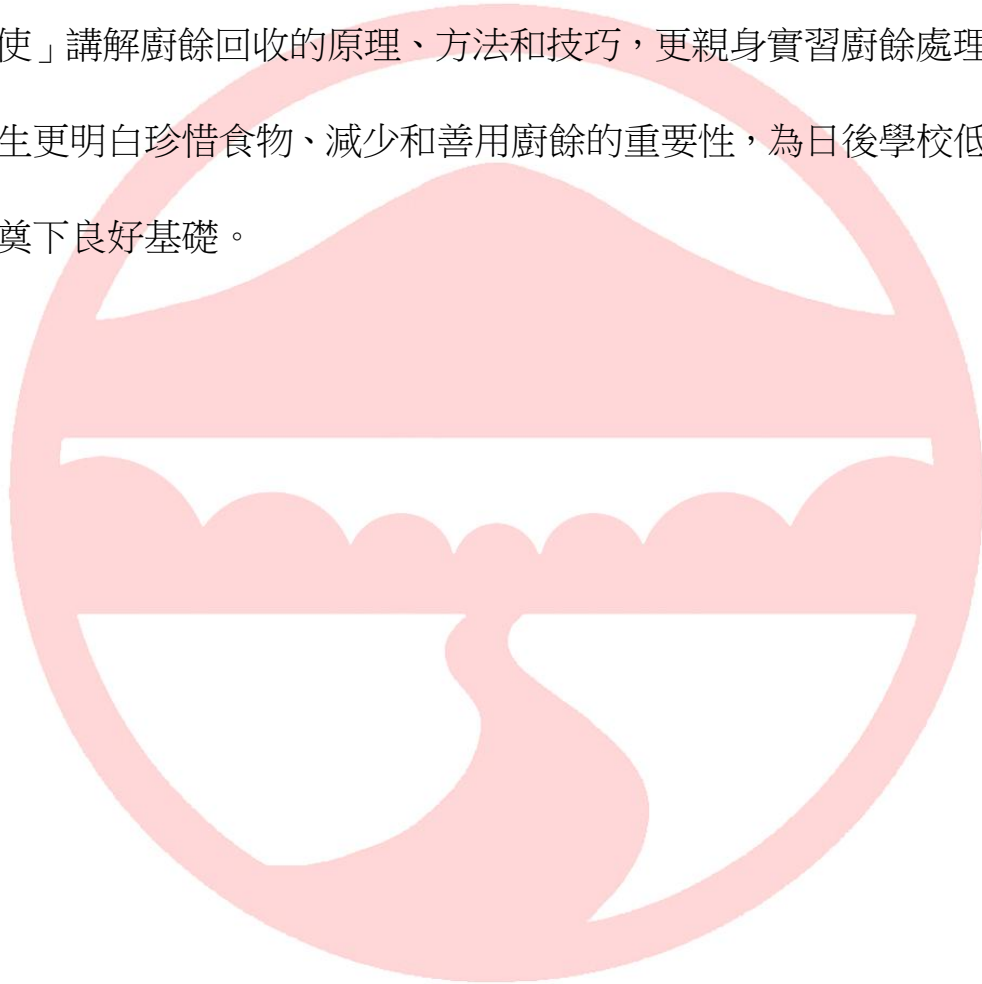 使」講解廚餘回收的原理、方法和技巧，更親身實習廚餘處理
生更明白珍惜食物、減少和善用廚餘的重要性，為日後學校低
奠下良好基礎。